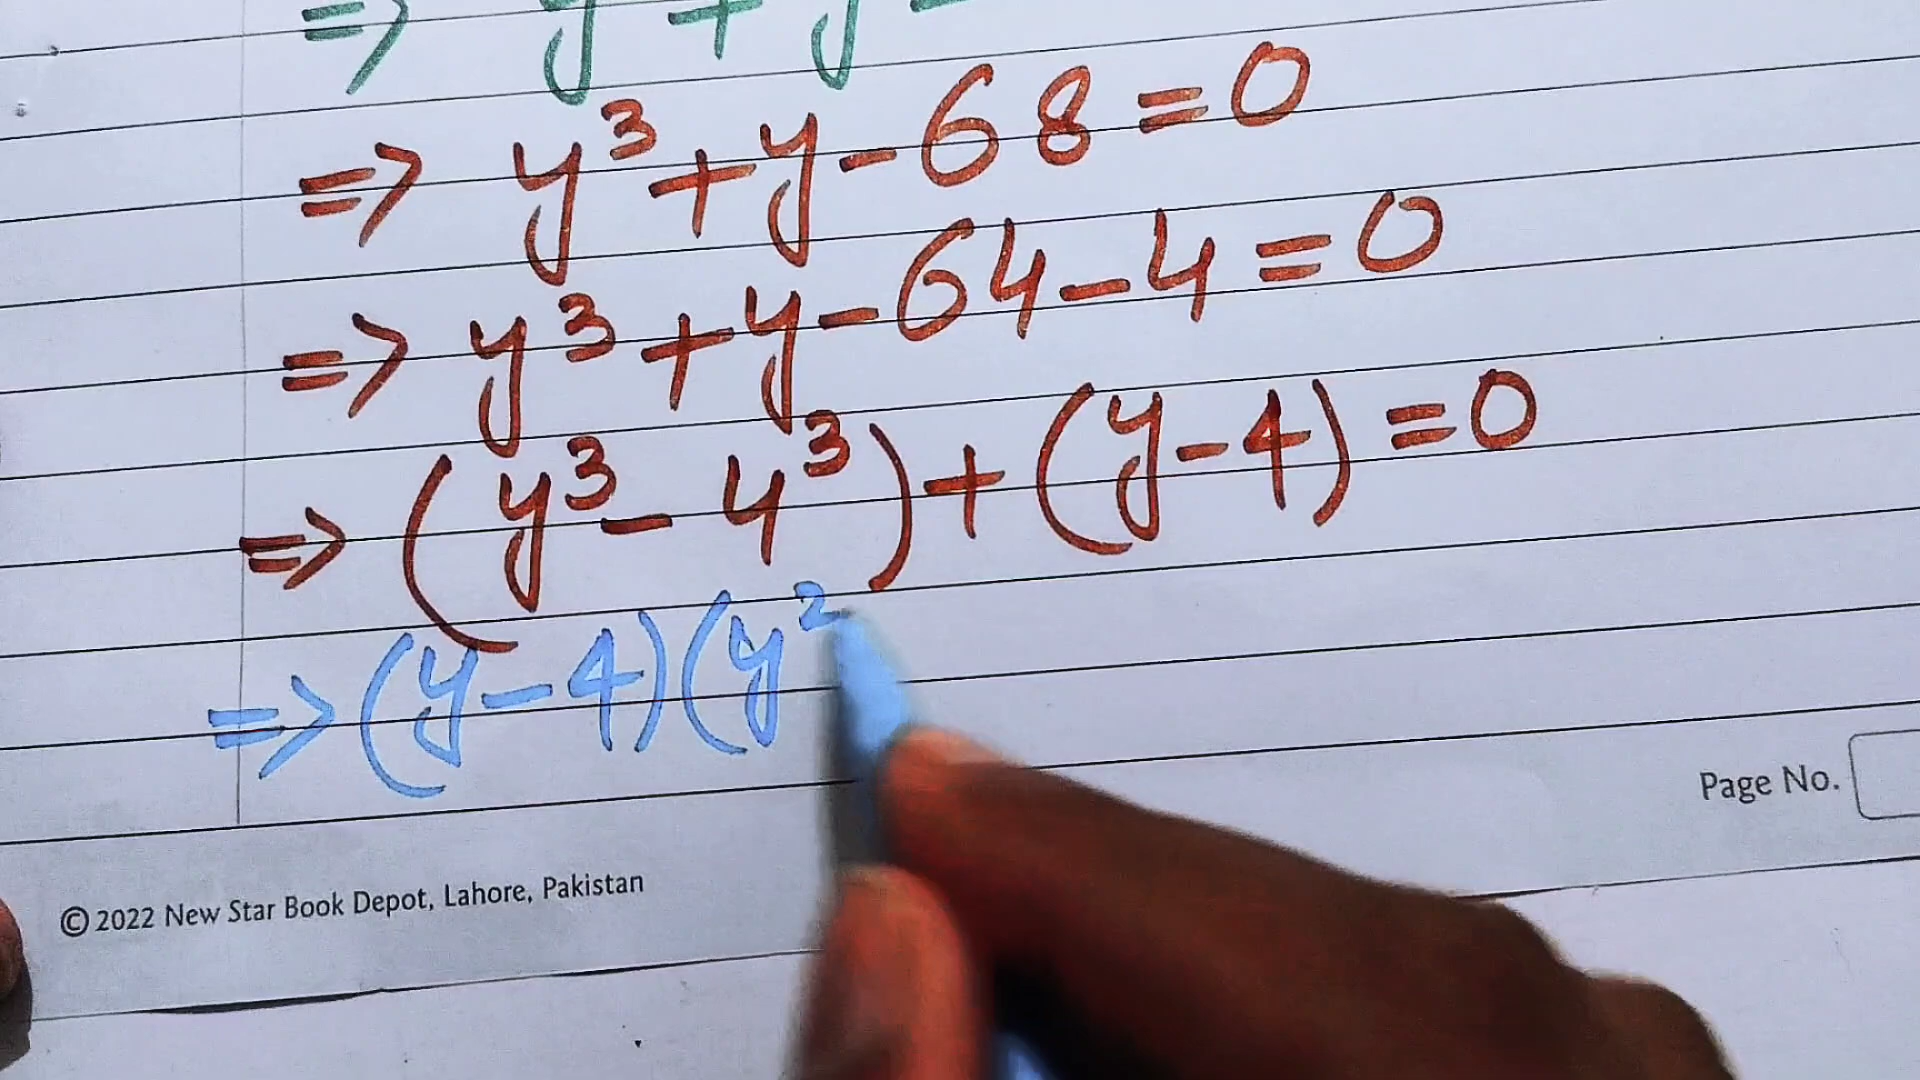 => y + y -
=> y³ + y - 68 = 0
=> y³ + y - 64 - 4 = 0
=> (y³ - 4³) + (y - 4) = 0
=> (y - 4)(y²
Page No.
© 2022 New Star Book Depot, Lahore, Pakistan